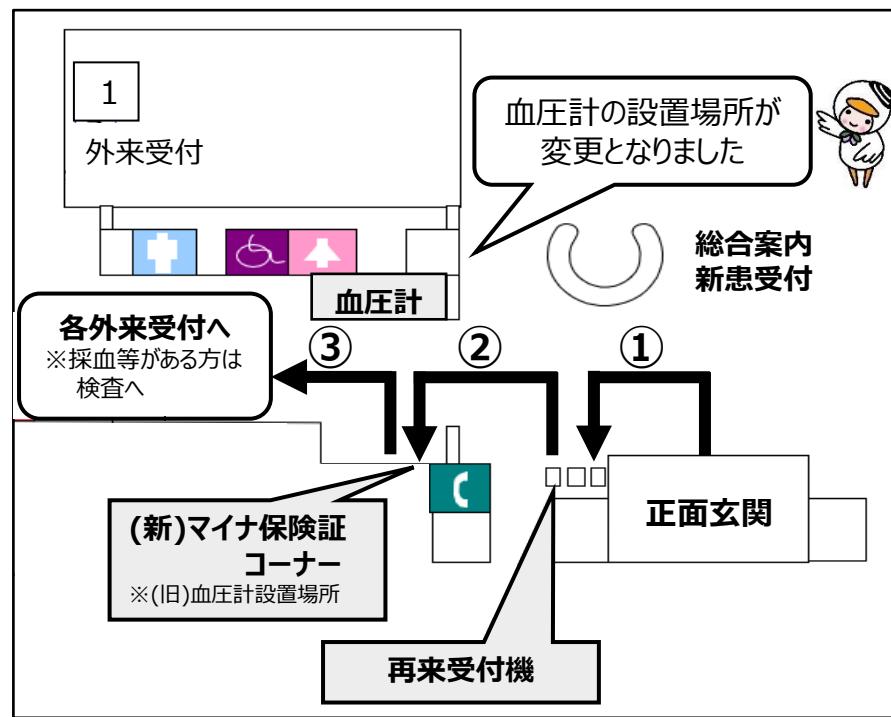 1
外来受付
血圧計の設置場所が
変更となりました
総合案内
新患受付
血圧計
各外来受付へ
※採血等がある方は
検査へ
③
②
①
(新)マイナ保険証
コーナー
※(旧)血圧計設置場所
正面玄関
再来受付機